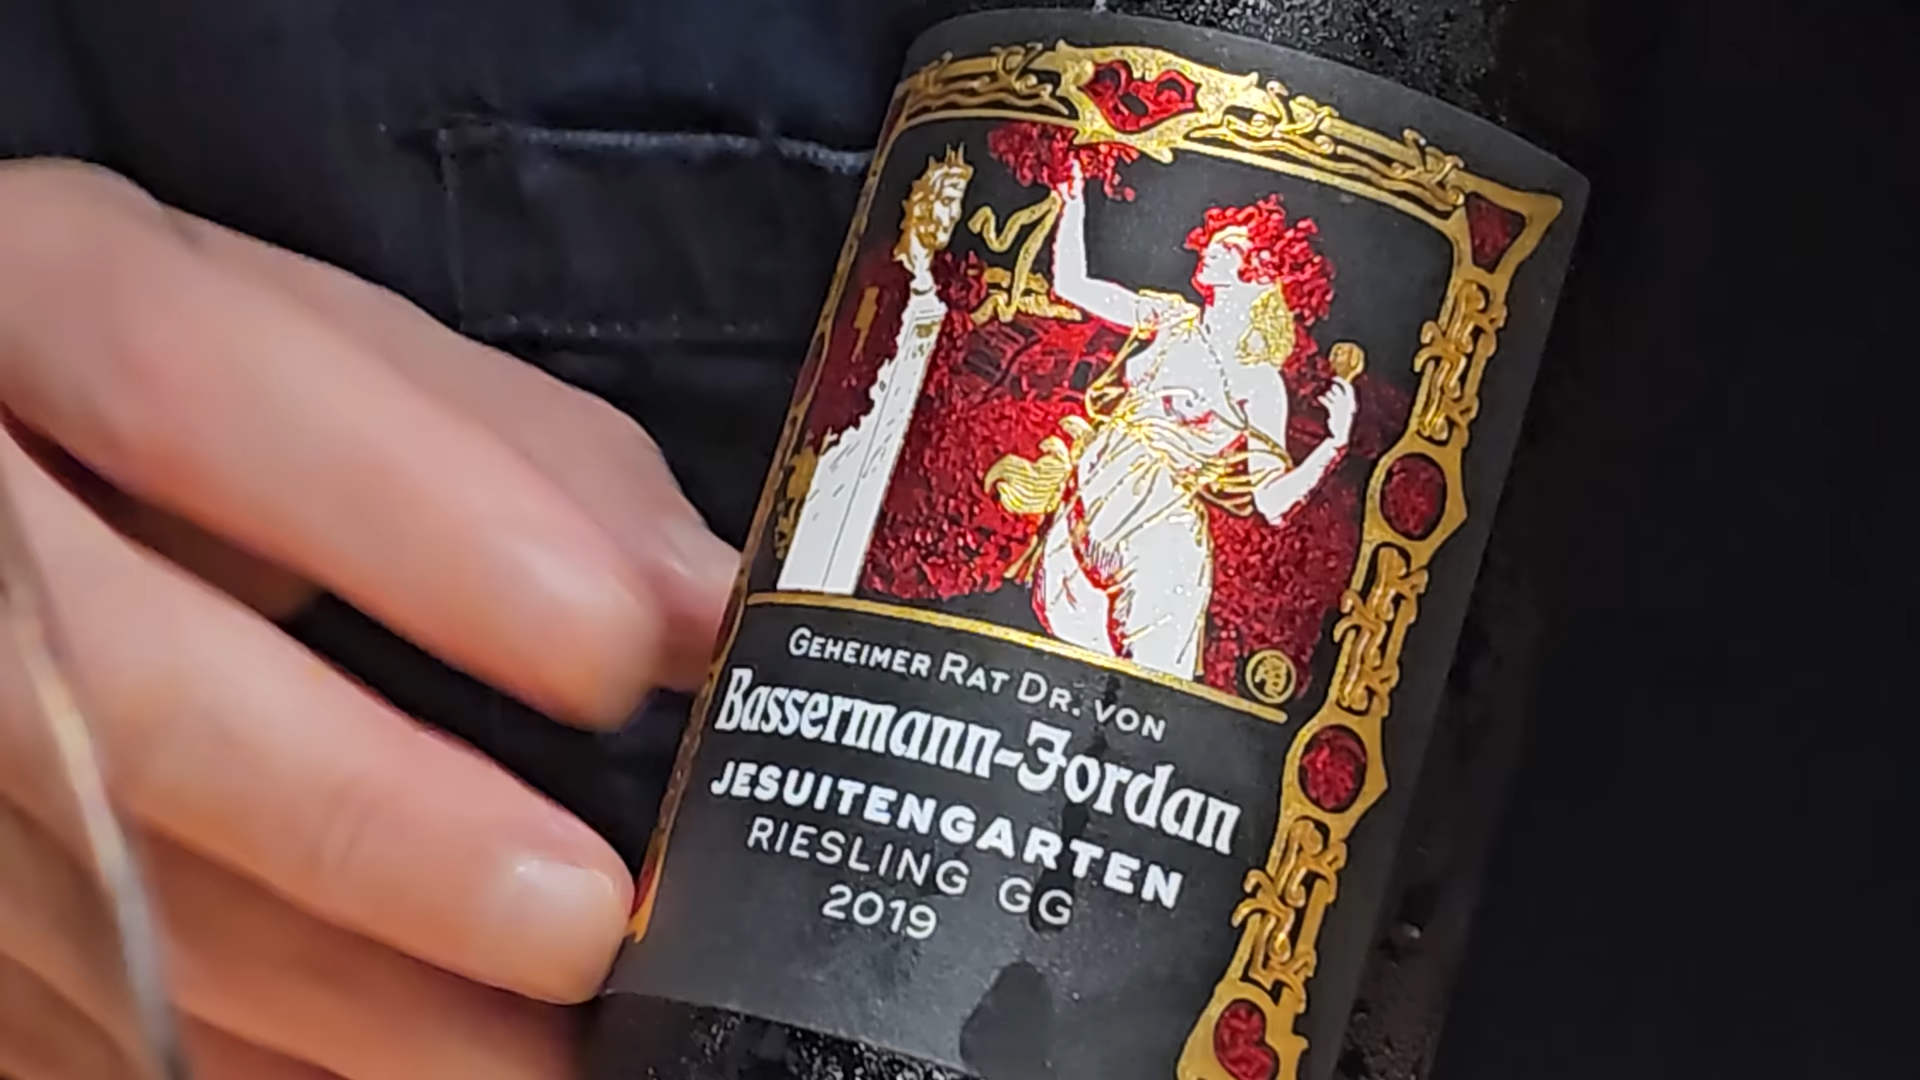 GEHEIMER RAT DR. VON
Bassermann-Jordan
JESUITENGARTEN
RIESLING GG
2019